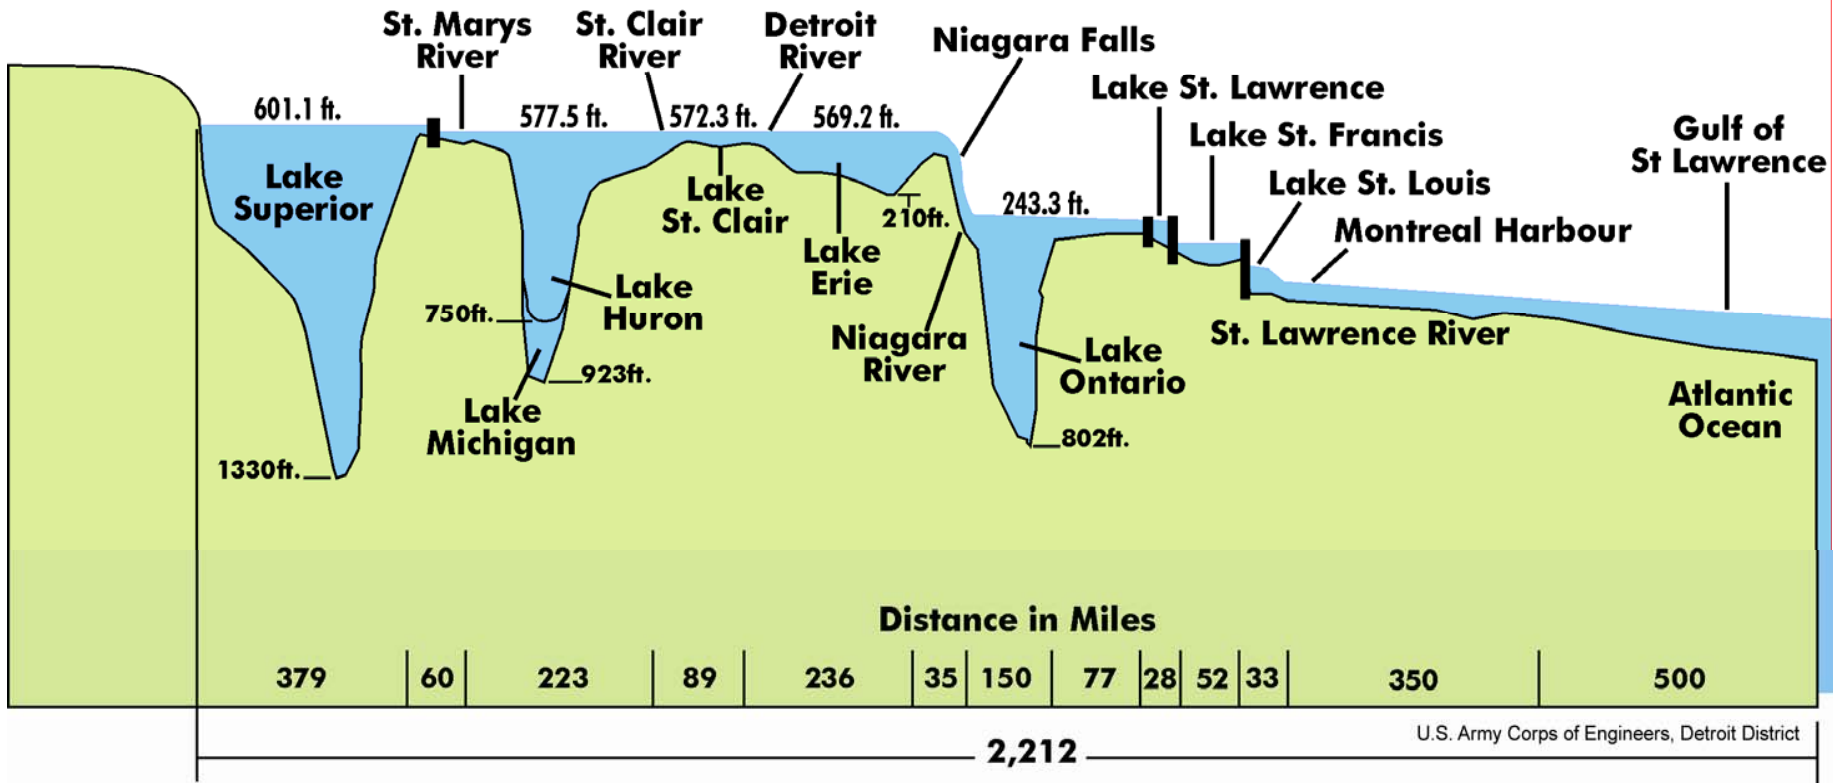 St. Marys
River
St. Clair
River
Detroit
River
Niagara Falls
Lake St. Lawrence
Lake St. Francis
Lake St. Louis
Montreal Harbour
Gulf of
St Lawrence
601.1 ft.
577.5 ft.
572.3 ft.
569.2 ft.
243.3 ft.
Lake
Superior
Lake
St. Clair
210ft.
Lake
Erie
Lake
Huron
750ft.
923ft.
Lake
Michigan
1330ft.
Niagara
River
Lake
Ontario
802ft.
St. Lawrence River
Atlantic
Ocean
Distance in Miles
379 60 223 89 236 35 150 77 28 52 33 350 500
U.S. Army Corps of Engineers, Detroit District
2,212